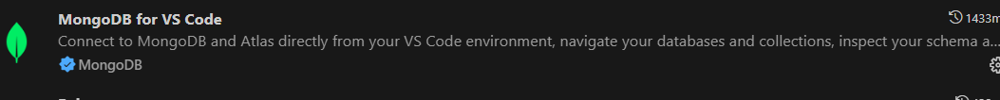 MongoDB for VS Code
1433m
Connect to MongoDB and Atlas directly from your VS Code environment, navigate your databases and collections, inspect your schema a...
MongoDB